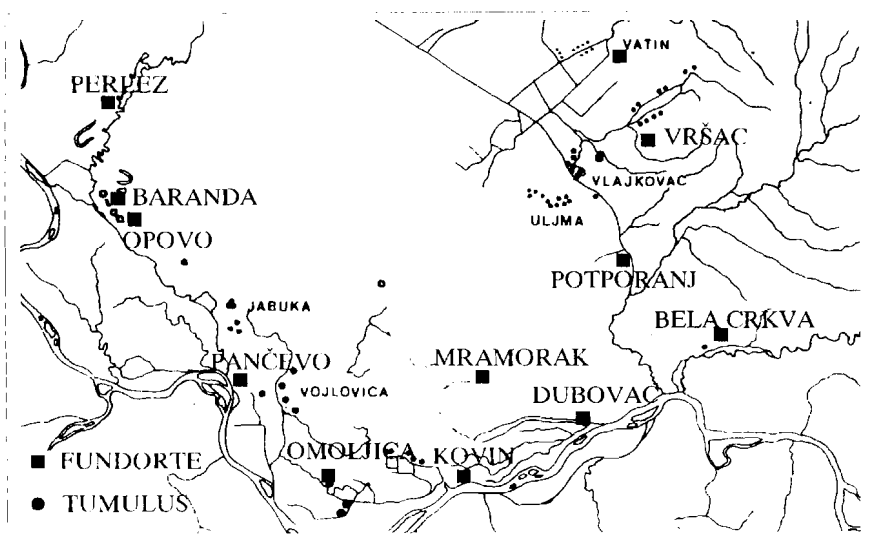 VATIN
PERLEZ
VRŠAC
VLAJKOVAC
BARANDA
ULJMA
OPOVO
POTPORANJ
JABUKA
BELA CRKVA
PANČEVO
MRAMORAK
VOJLOVICA
DUBOVAC
OMOLJICA
KOVIN
FUNDORTE
TUMULUS